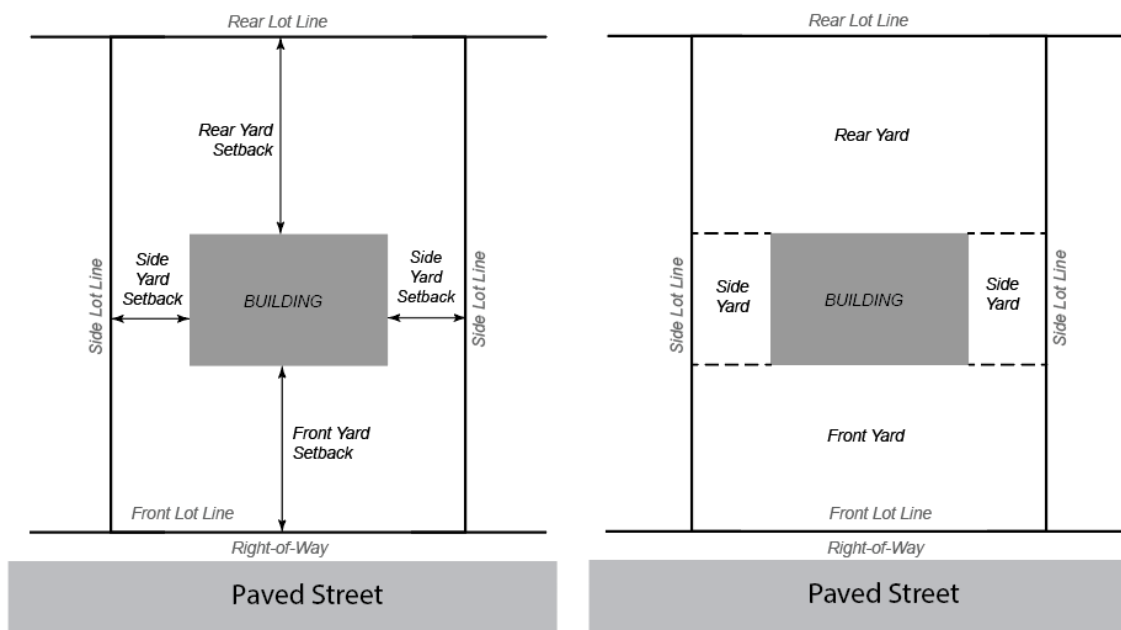 Rear Lot Line
Rear Yard
Setback
Side
Yard
Setback
Side
Yard
Setback
BUILDING
Side Lot Line
Side Lot Line
Front Yard
Setback
Front Lot Line
Right-of-Way
Paved Street
Rear Lot Line
Rear Yard
Side
Yard
BUILDING
Side
Yard
Side Lot Line
Side Lot Line
Front Yard
Front Lot Line
Right-of-Way
Paved Street